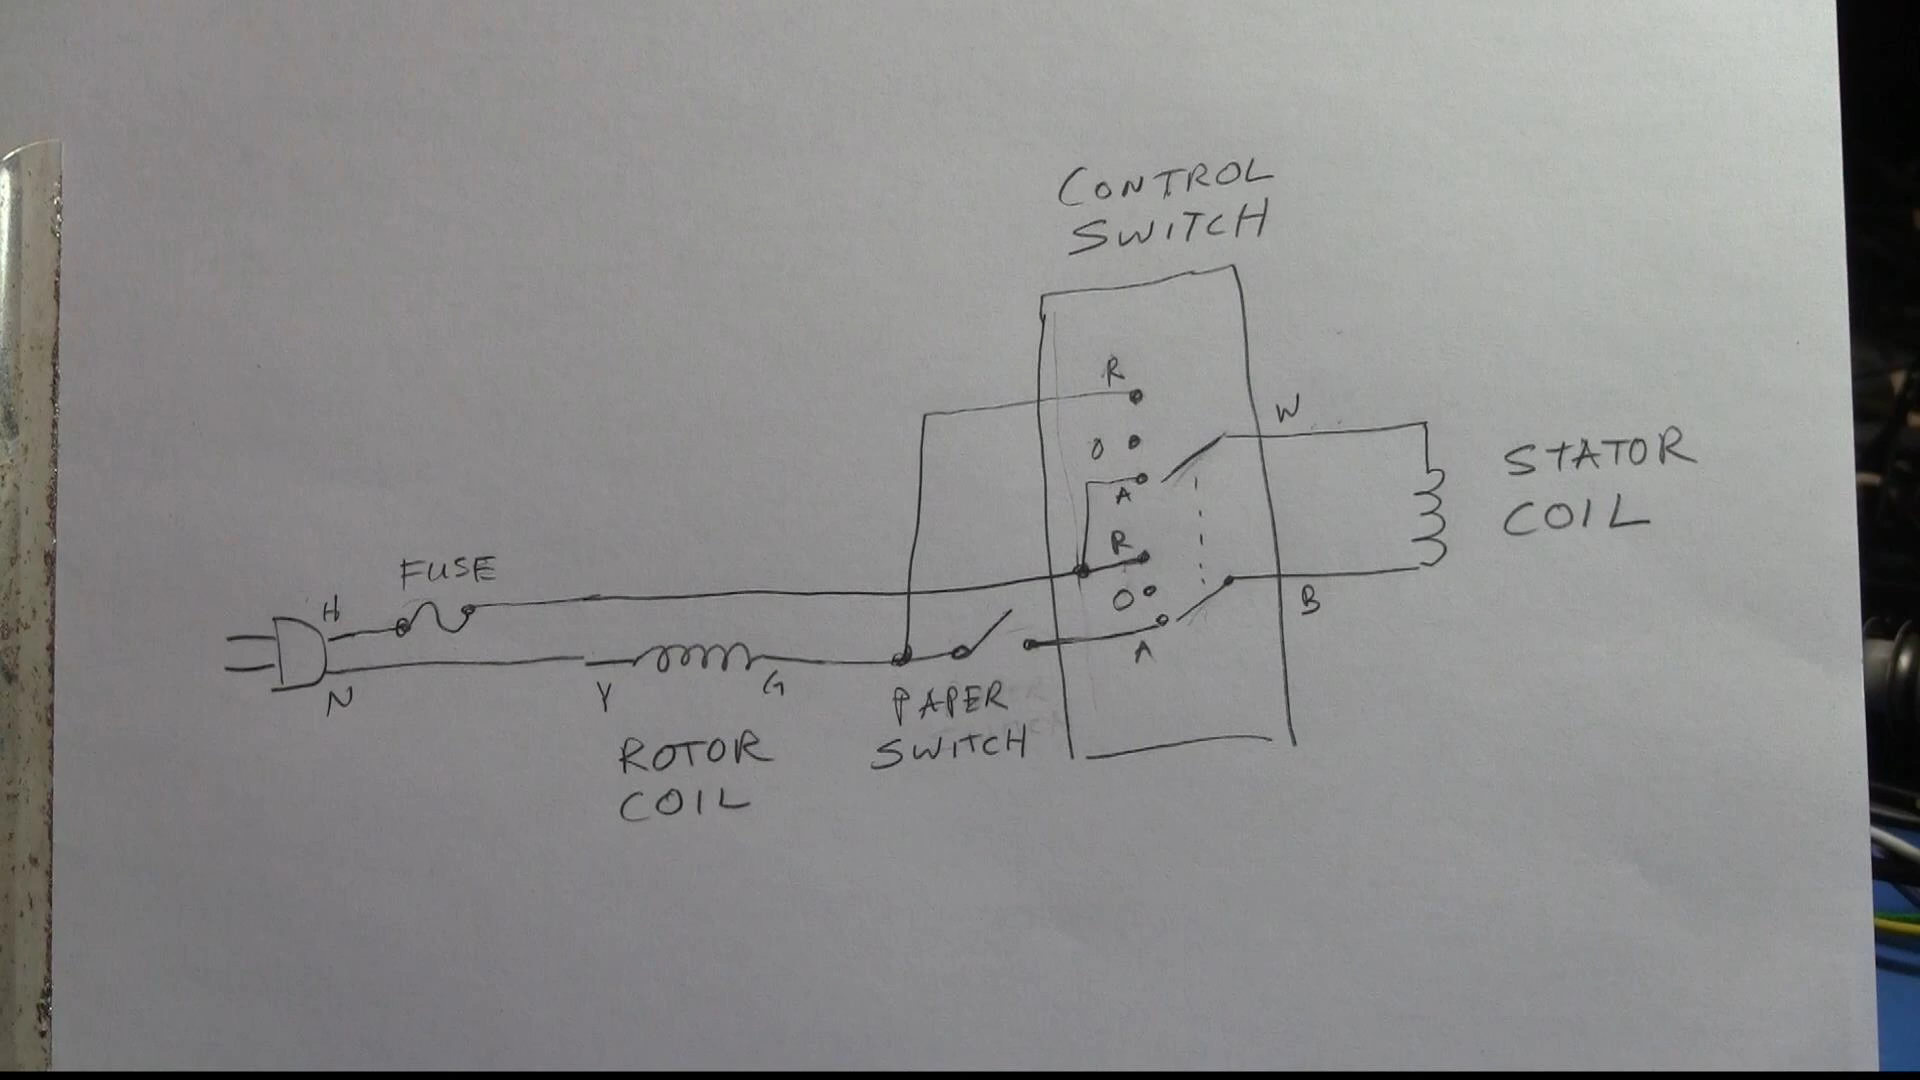 CONTROL
SWITCH
R
O
A
W
STATOR
COIL
R
O
A
B
FUSE
H
N
Y
G
ROTOR
COIL
PAPER
SWITCH